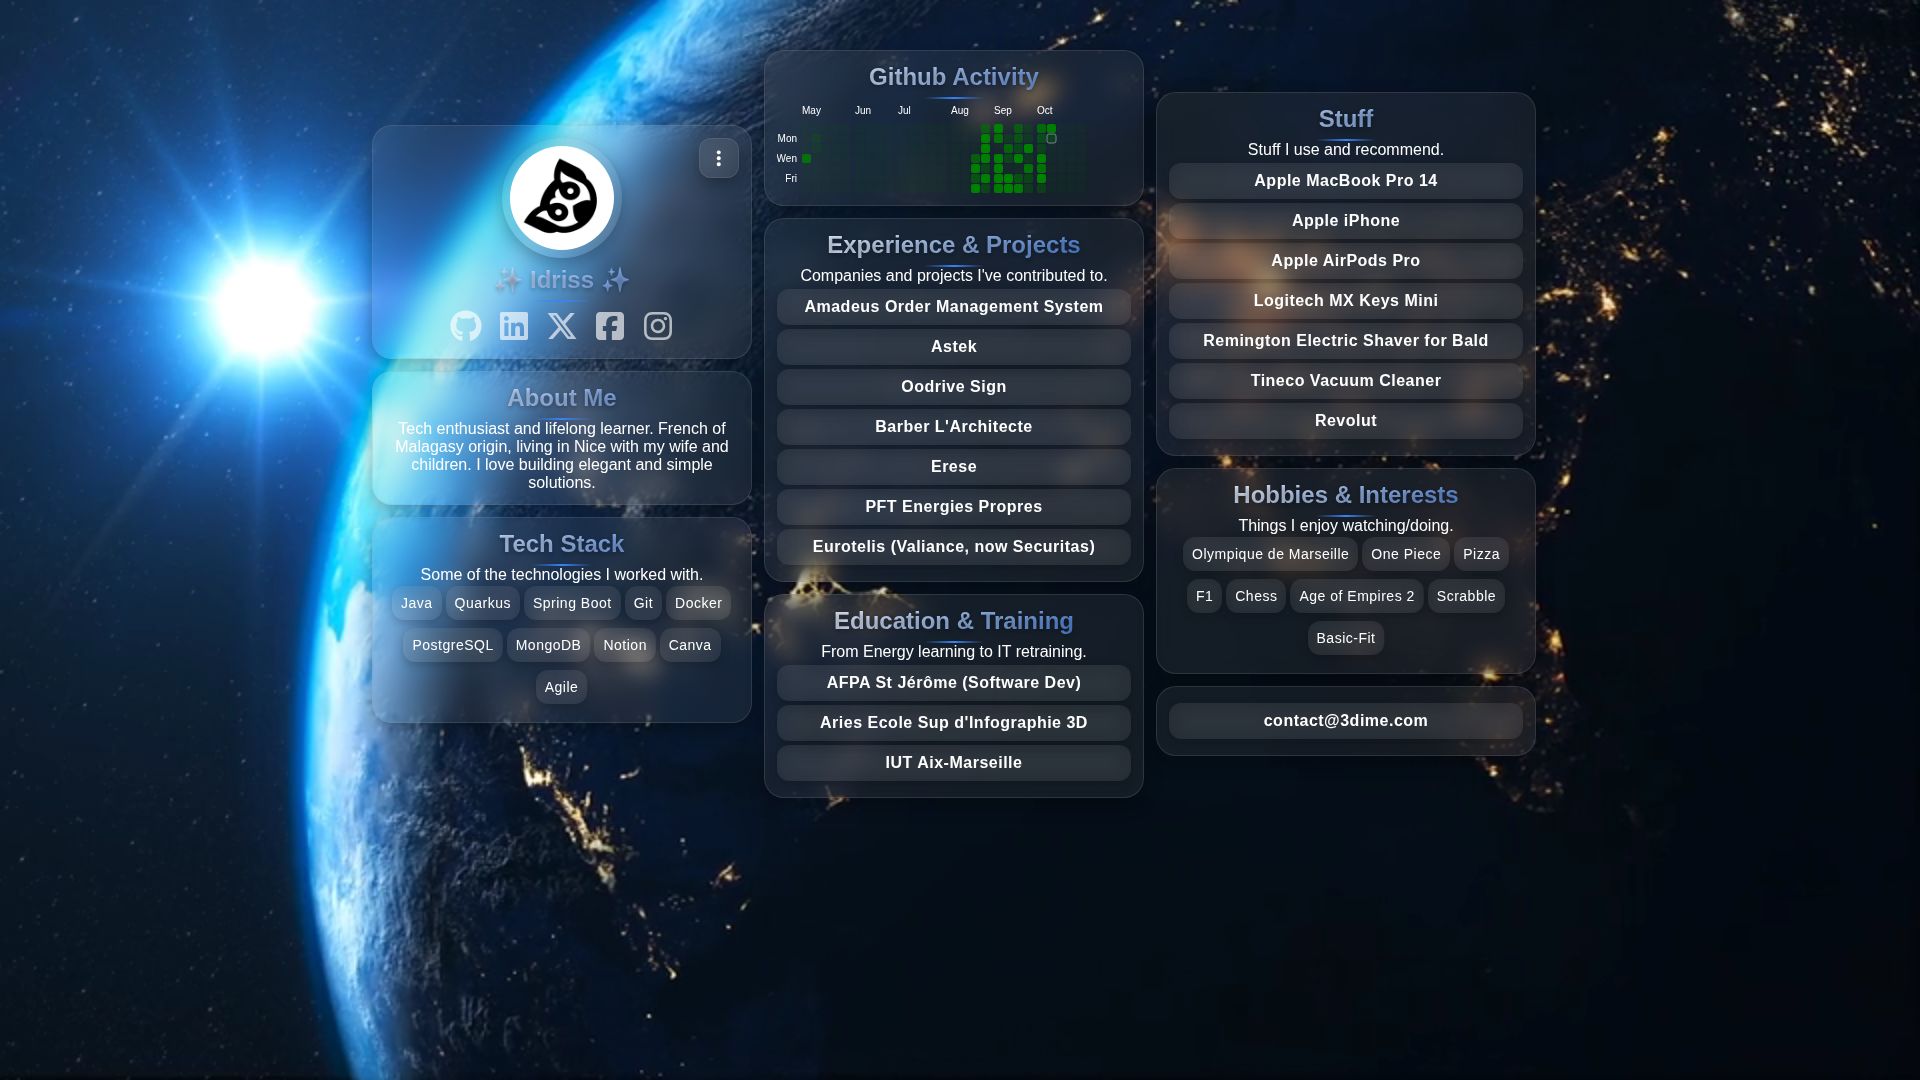 ✨ Idriss ✨
About Me
Tech enthusiast and lifelong learner. French of
Malagasy origin, living in Nice with my wife and
children. I love building elegant and simple
solutions.
Tech Stack
Some of the technologies I worked with.
Java Quarkus Spring Boot Git Docker
PostgreSQL MongoDB Notion Canva
Agile
Github Activity
May Jun Jul Aug Sep Oct
Mon
Wed
Fri
Experience & Projects
Companies and projects I've contributed to.
Amadeus Order Management System
Astek
Oodrive Sign
Barber L'Architecte
Erese
PFT Energies Propres
Eurotelis (Valiance, now Securitas)
Education & Training
From Energy learning to IT retraining.
AFPA St Jérôme (Software Dev)
Aries Ecole Sup d'Infographie 3D
IUT Aix-Marseille
Stuff
Stuff I use and recommend.
Apple MacBook Pro 14
Apple iPhone
Apple AirPods Pro
Logitech MX Keys Mini
Remington Electric Shaver for Bald
Tineco Vacuum Cleaner
Revolut
Hobbies & Interests
Things I enjoy watching/doing.
Olympique de Marseille One Piece Pizza
F1 Chess Age of Empires 2 Scrabble
Basic-Fit
contact@3dime.com